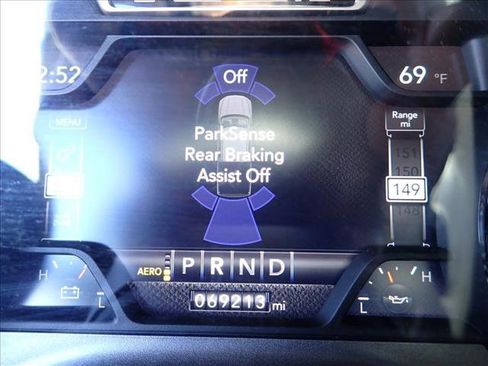 2:52
Off
69 °F
MENU
ParkSense
Rear Braking
Assist Off
Range
mi
151
150
149
148
H
AERO P R N D
H
L
069213 mi
L